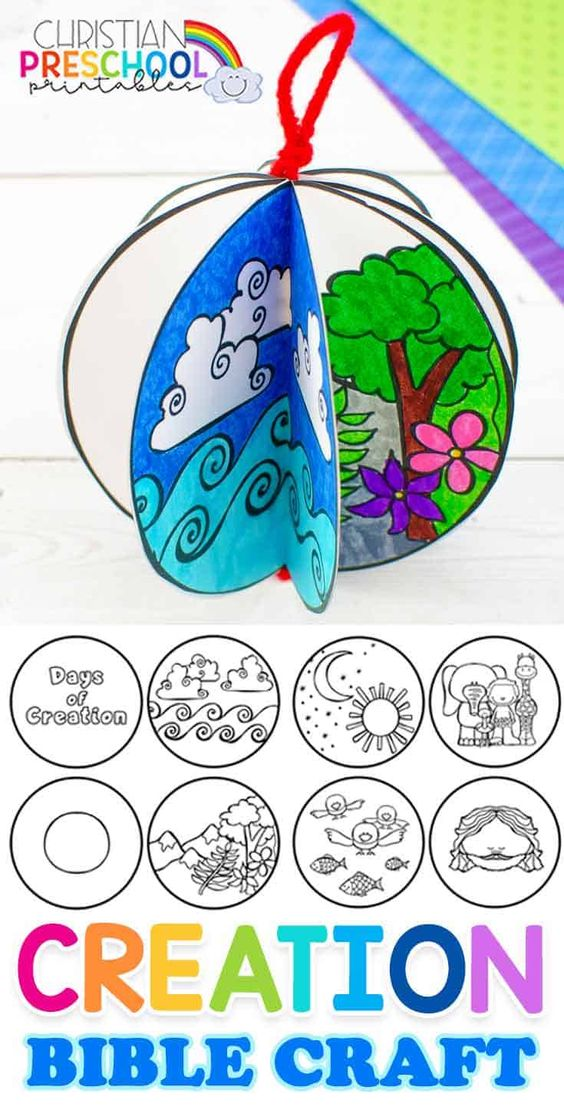 CHRISTIAN
PRESCHOOL
printables
Days
of
Creation
CREATION
BIBLE CRAFT